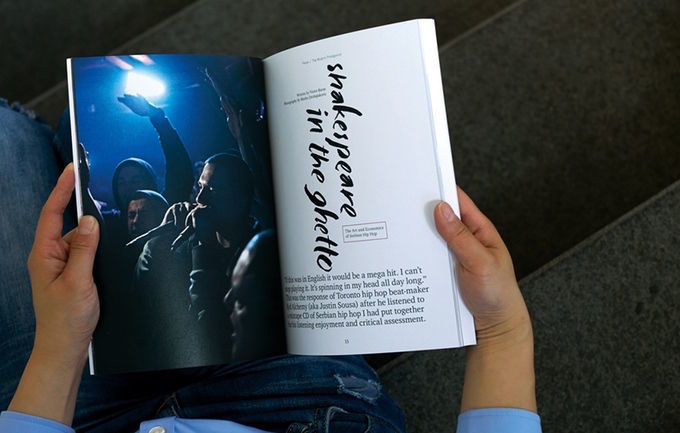 shakespeare
in the ghetto
The Art and Economics
of Serbian Hip Hop
"If this was in English it would be a mega hit. I can't
stop playing it. It's spinning in my head all day long."
This was the response of Toronto hip hop beat-maker
Alchemy (aka Justin Sousa) after he listened to
mixtape CD of Serbian hip hop I had put together
for his listening enjoyment and critical assessment.